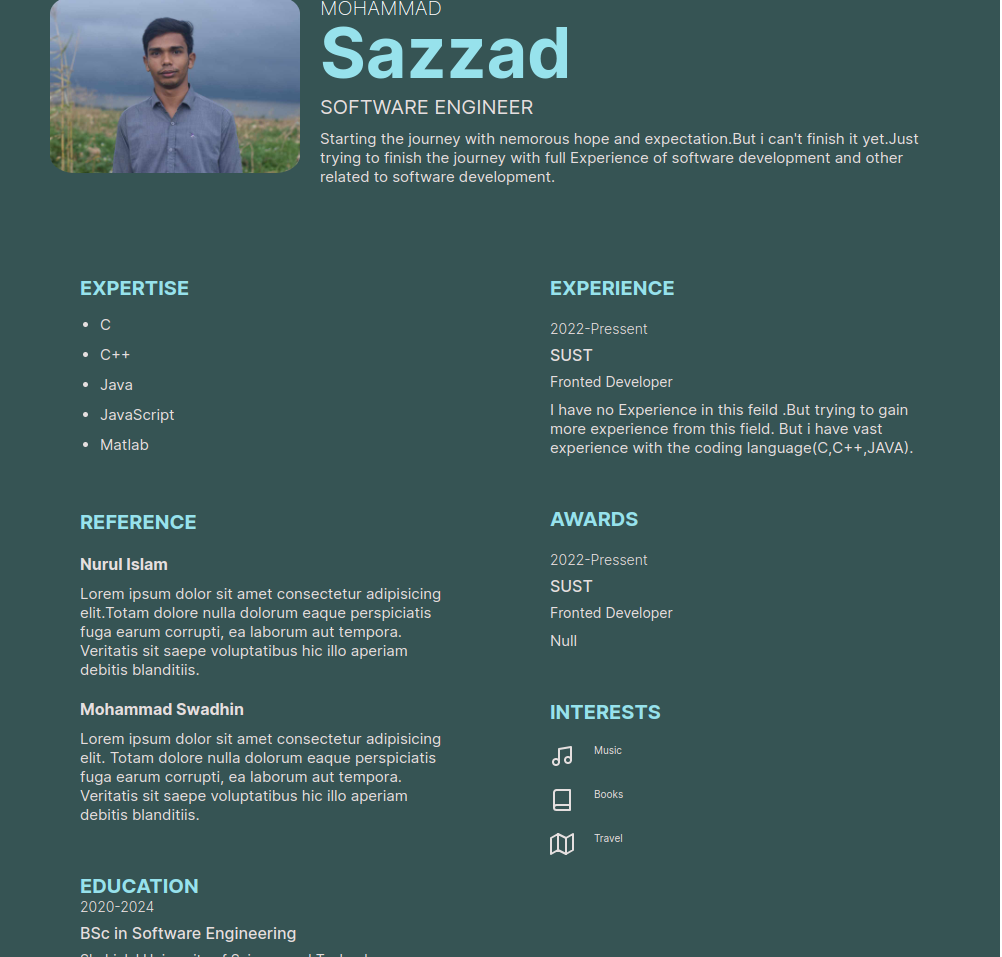 MOHAMMAD
Sazzad
SOFTWARE ENGINEER
Starting the journey with nemorous hope and expectation.But i can't finish it yet.Just
trying to finish the journey with full Experience of software development and other
related to software development.
EXPERTISE
C
C++
Java
JavaScript
Matlab
REFERENCE
Nurul Islam
Lorem ipsum dolor sit amet consectetur adipisicing
elit.Totam dolore nulla dolorum eaque perspiciatis
fuga earum corrupti, ea laborum aut tempora.
Veritatis sit saepe voluptatibus hic illo aperiam
debitis blanditiis.
Mohammad Swadhin
Lorem ipsum dolor sit amet consectetur adipisicing
elit. Totam dolore nulla dolorum eaque perspiciatis
fuga earum corrupti, ea laborum aut tempora.
Veritatis sit saepe voluptatibus hic illo aperiam
debitis blanditiis.
EDUCATION
2020-2024
BSc in Software Engineering
EXPERIENCE
2022-Present
SUST
Fronted Developer
I have no Experience in this feild .But trying to gain
more experience from this field. But i have vast
experience with the coding language(C,C++,JAVA).
AWARDS
2022-Present
SUST
Fronted Developer
Null
INTERESTS
Music
Books
Travel